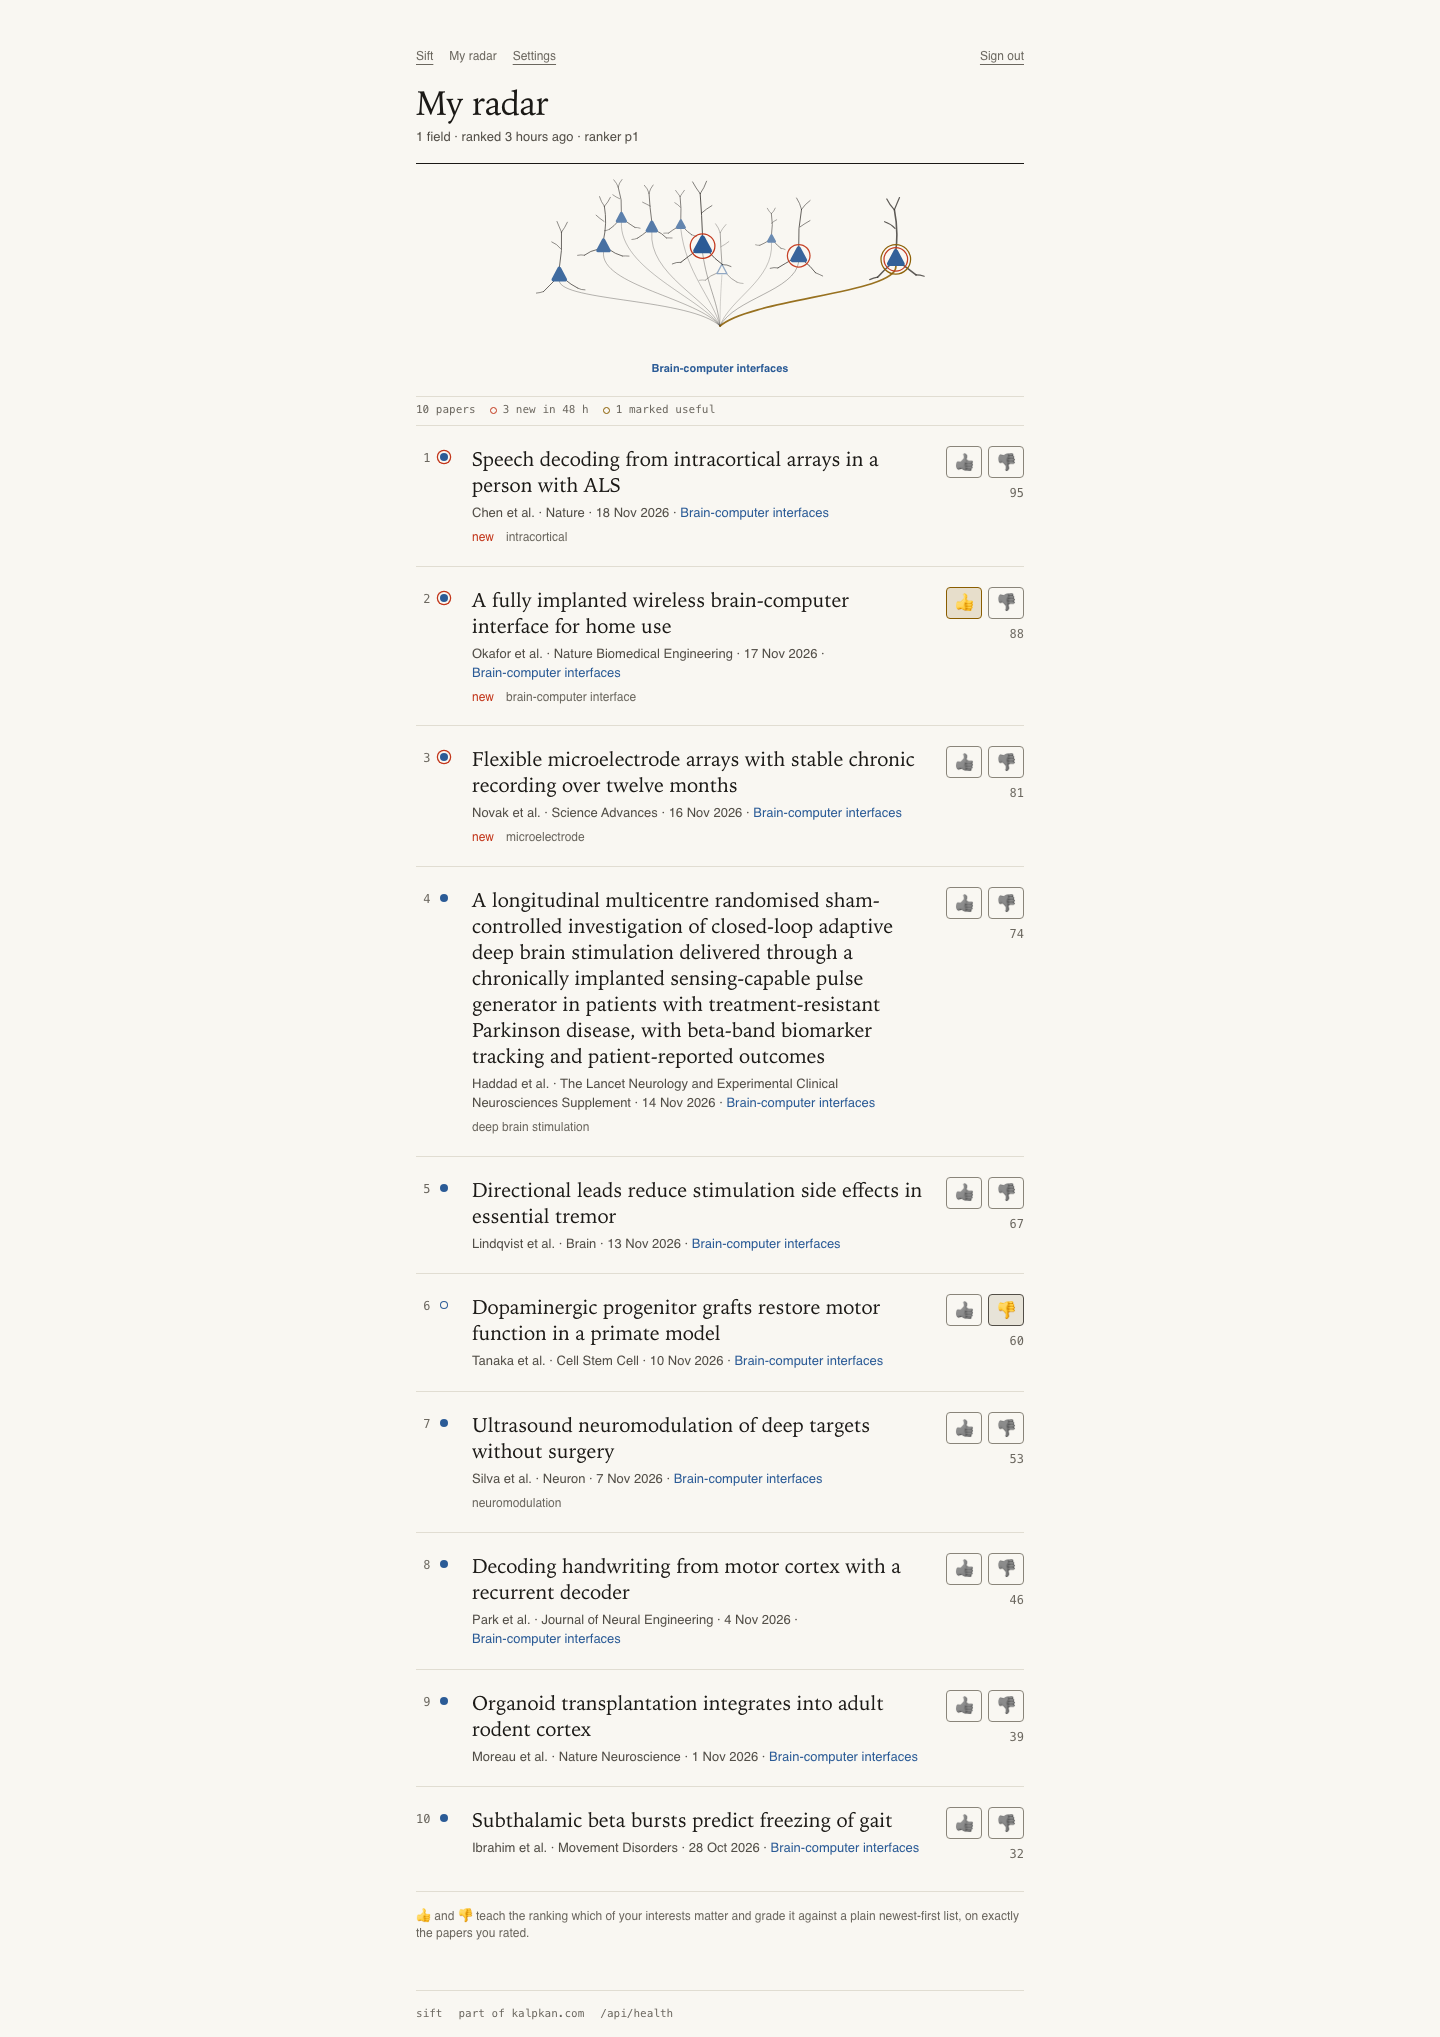 Sift My radar Settings Sign out
My radar
1 field · ranked 3 hours ago · ranker p1
Brain-computer interfaces
10 papers 3 new in 48 h 1 marked useful
1 Speech decoding from intracortical arrays in a
person with ALS
95
Chen et al. · Nature · 18 Nov 2026 · Brain-computer interfaces
new intracortical
2 A fully implanted wireless brain-computer
interface for home use
88
Okafor et al. · Nature Biomedical Engineering · 17 Nov 2026 ·
Brain-computer interfaces
new brain-computer interface
3 Flexible microelectrode arrays with stable chronic
recording over twelve months
81
Novak et al. · Science Advances · 16 Nov 2026 · Brain-computer interfaces
new microelectrode
4 A longitudinal multicentre randomised sham-
controlled investigation of closed-loop adaptive
74
deep brain stimulation delivered through a
chronically implanted sensing-capable pulse
generator in patients with treatment-resistant
Parkinson disease, with beta-band biomarker
tracking and patient-reported outcomes
Haddad et al. · The Lancet Neurology and Experimental Clinical
Neurosciences Supplement · 14 Nov 2026 · Brain-computer interfaces
deep brain stimulation
5 Directional leads reduce stimulation side effects in
essential tremor
67
Lindqvist et al. · Brain · 13 Nov 2026 · Brain-computer interfaces
6 Dopaminergic progenitor grafts restore motor
function in a primate model
60
Tanaka et al. · Cell Stem Cell · 10 Nov 2026 · Brain-computer interfaces
7 Ultrasound neuromodulation of deep targets
without surgery
53
Silva et al. · Neuron · 7 Nov 2026 · Brain-computer interfaces
neuromodulation
8 Decoding handwriting from motor cortex with a
recurrent decoder
46
Park et al. · Journal of Neural Engineering · 4 Nov 2026 ·
Brain-computer interfaces
9 Organoid transplantation integrates into adult
rodent cortex
39
Moreau et al. · Nature Neuroscience · 1 Nov 2026 · Brain-computer interfaces
10 Subthalamic beta bursts predict freezing of gait
Ibrahim et al. · Movement Disorders · 28 Oct 2026 · Brain-computer interfaces
32
👍 and 👎 teach the ranking which of your interests matter and grade it against a plain newest-first list, on exactly
the papers you rated.
sift part of kalpkan.com /api/health